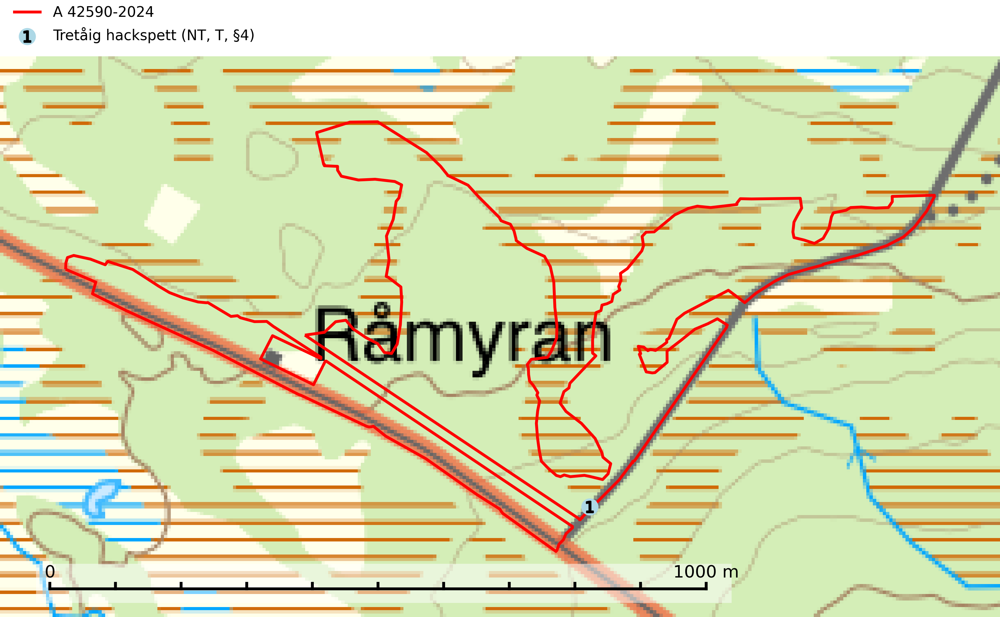 A 42590-2024
1 Tretåig hackspett (NT, T, §4)
Råmyran
1
0 1000 m